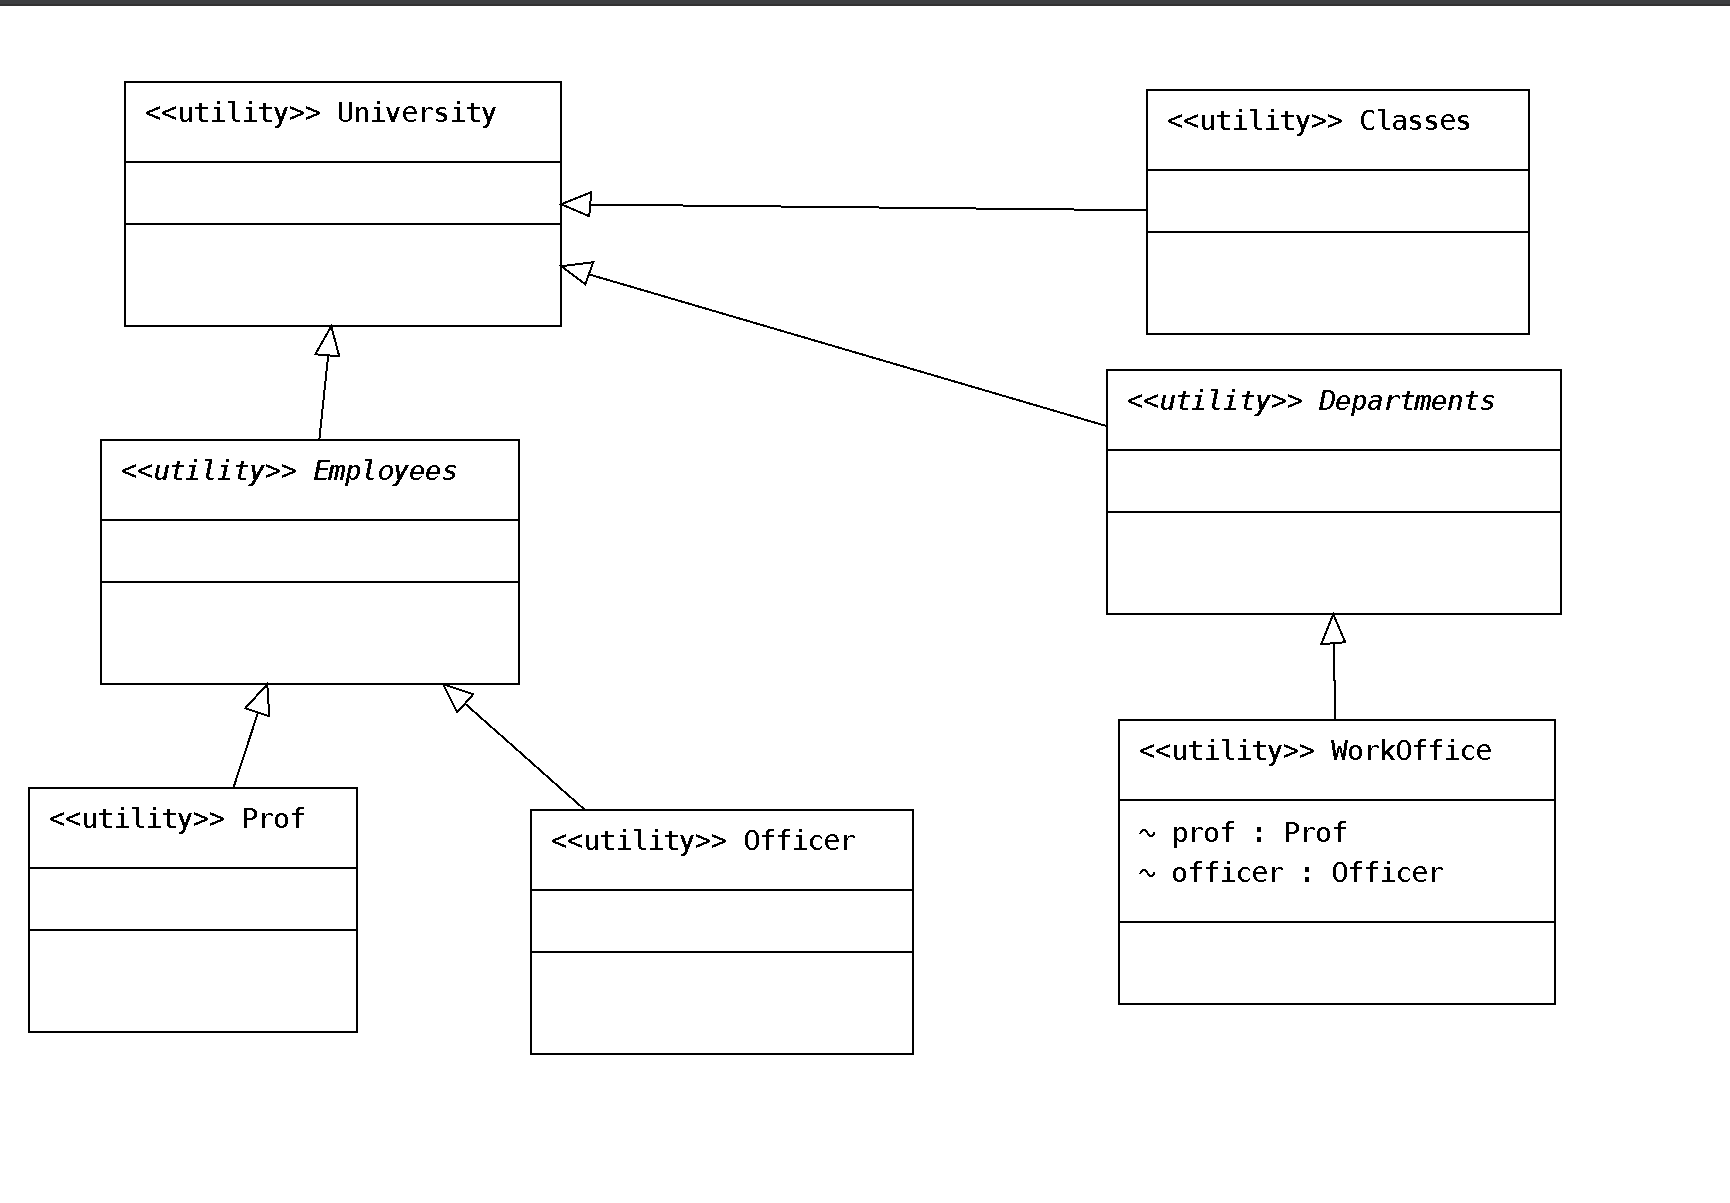 <<utility>> University
<<utility>> Classes
<<utility>> Departments
<<utility>> Employees
<<utility>> WorkOffice
~ prof : Prof
~ officer : Officer
<<utility>> Prof
<<utility>> Officer